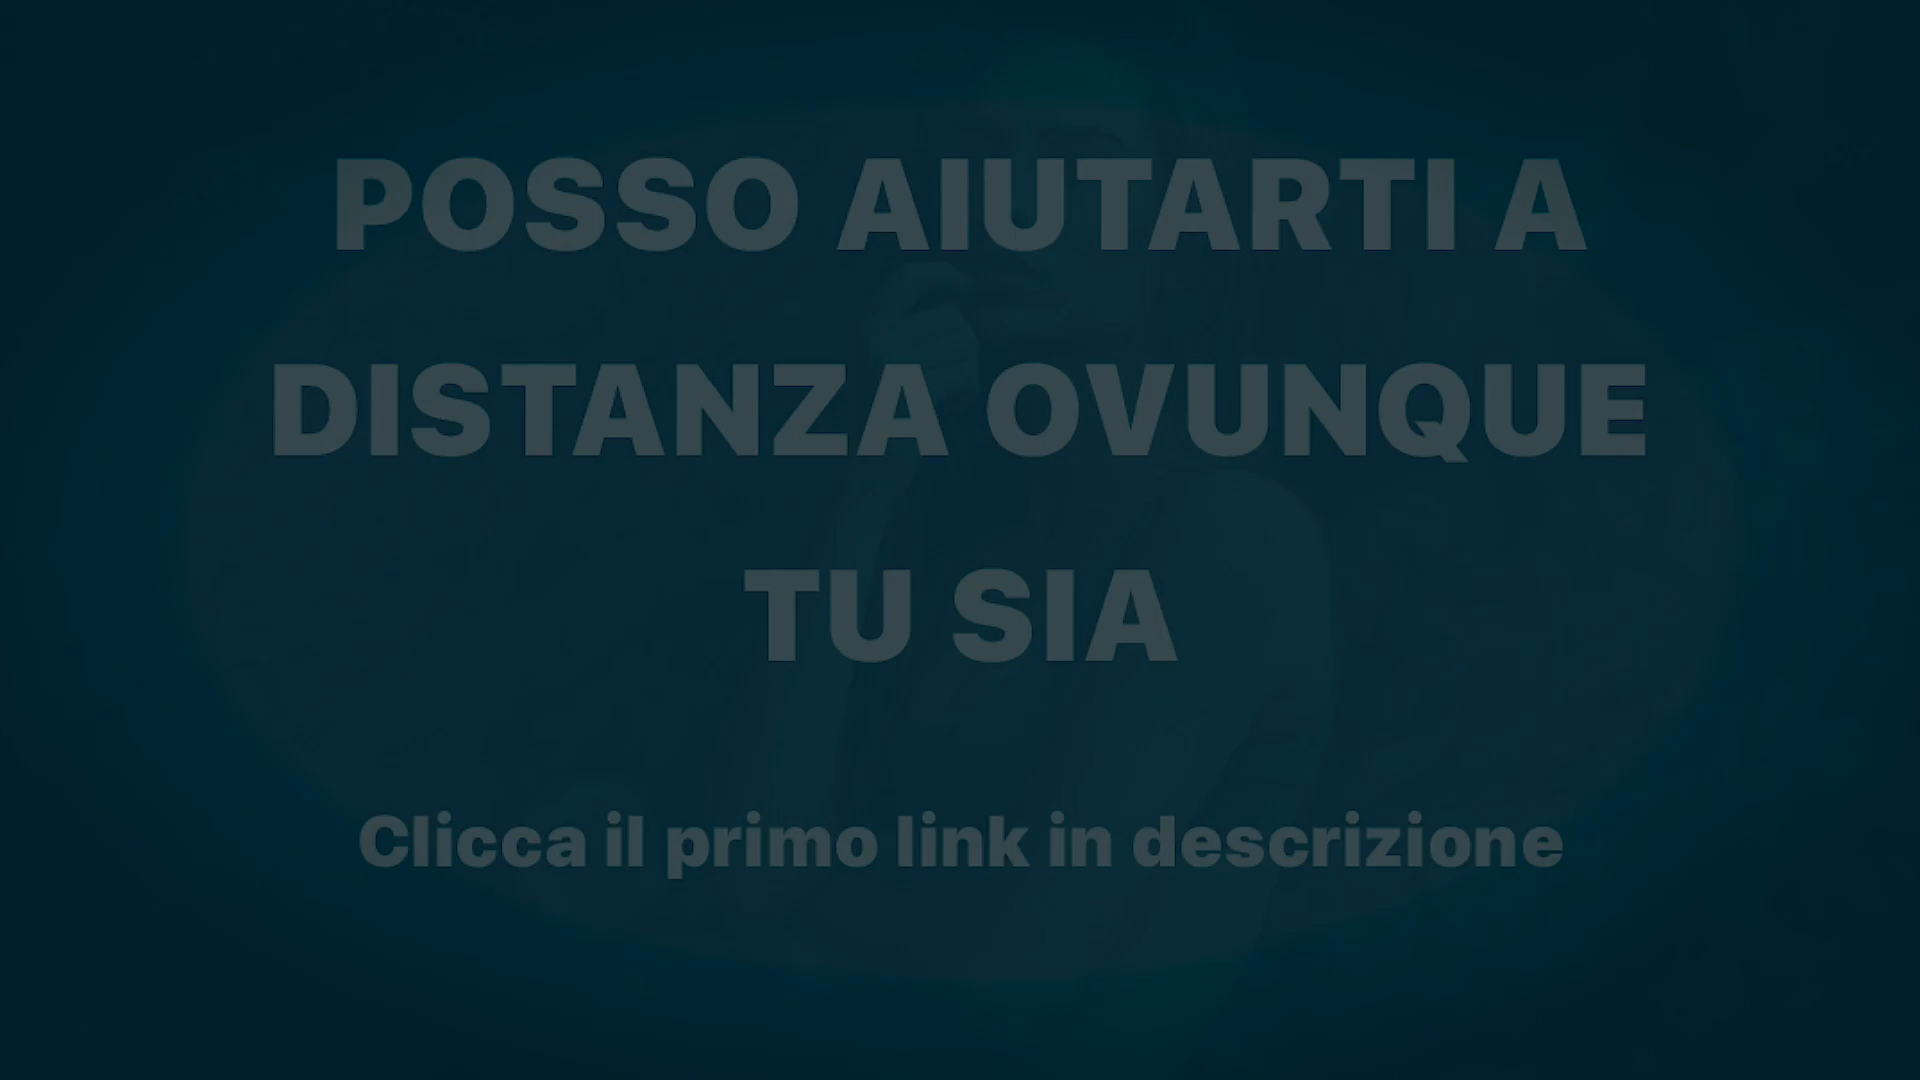 POSSO AIUTARTI A
DISTANZA OVUNQUE
TU SIA
Clicca il primo link in descrizione